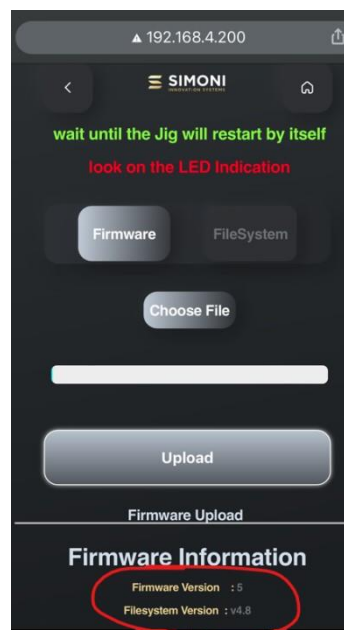 192.168.4.200
SIMONI
INNOVATION SYSTEMS
wait until the Jig will restart by itself
look on the LED Indication
Firmware FileSystem
Choose File
Upload
Firmware Upload
Firmware Information
Firmware Version : 5
Filesystem Version : v4.8